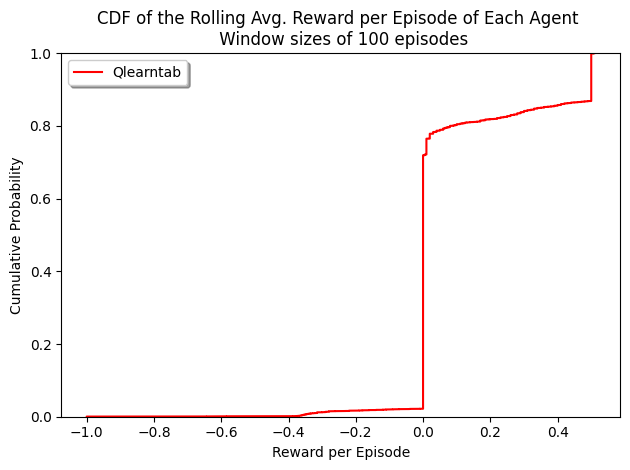 CDF of the Rolling Avg. Reward per Episode of Each Agent
Window sizes of 100 episodes
Qlearntab
1.0
0.8
0.6
0.4
0.2
0.0
Cumulative Probability
−1.0 −0.8 −0.6 −0.4 −0.2 0.0 0.2 0.4
Reward per Episode